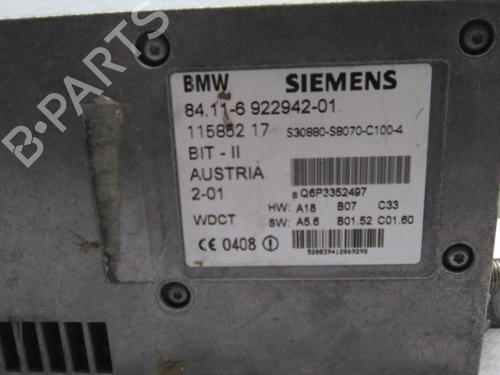 B-PARTS
BMW SIEMENS
84.11-6 922942-01
115852 17 S30880-S8070-C100-4
BIT - II
AUSTRIA
2-01 Q6P3352497
HW: A18 B07 C33
WDCT SW: A5.6 B01.52 C01.60
CE 0408